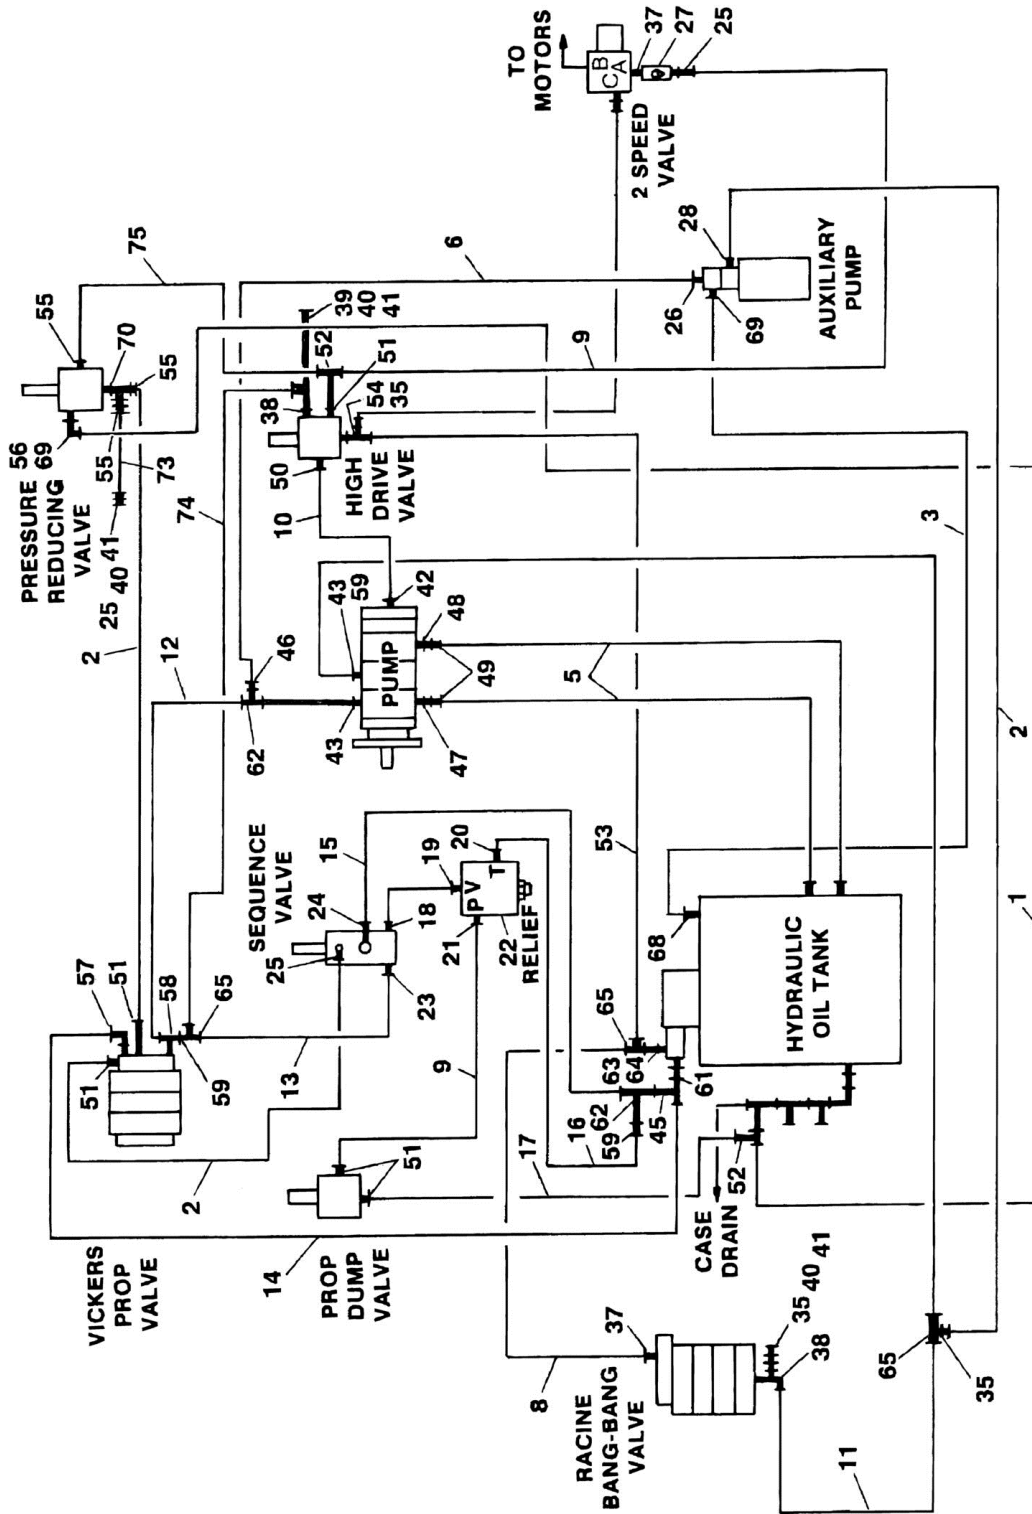 VICKERS
PROP
VALVE
57
51
51
58
59
65
2
13
14
12
2
74
73
PRESSURE
REDUCING
VALVE
56
69
55
55
70
55
25
40
41
75
6
62
46
SEQUENCE
VALVE
24
25
15
23
18
19
20
21
22
P
V
T
RELIEF
9
PROP
DUMP
VALVE
51
16
17
PUMP
43
43
59
42
48
49
47
5
10
50
HIGH
DRIVE
VALVE
38
39
40
41
52
51
54
35
9
53
TO
MOTORS
C
B
A
37
27
25
2 SPEED
VALVE
AUXILIARY
PUMP
28
26
69
3
2
1
HYDRAULIC
OIL TANK
68
65
63
64
61
62
59
45
52
CASE
DRAIN
RACINE
BANG-BANG
VALVE
8
37
35
40
41
38
11
65
35